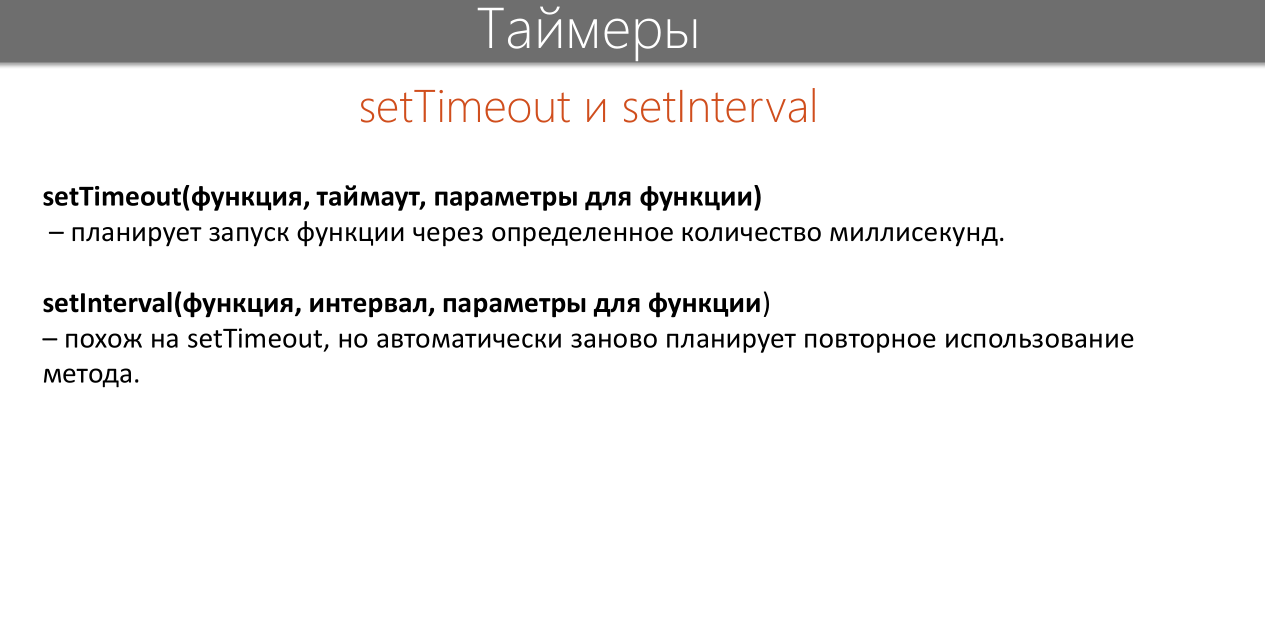 Таймеры
setTimeout и setInterval
setTimeout(функция, таймаут, параметры для функции)
– планирует запуск функции через определенное количество миллисекунд.
setInterval(функция, интервал, параметры для функции)
– похож на setTimeout, но автоматически заново планирует повторное использование
метода.